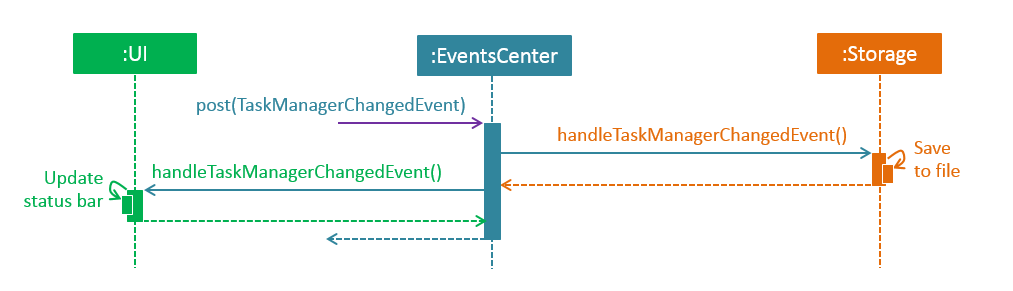 :UI
:EventsCenter
:Storage
post(TaskManagerChangedEvent)
handleTaskManagerChangedEvent()
Save
to file
handleTaskManagerChangedEvent()
Update
status bar